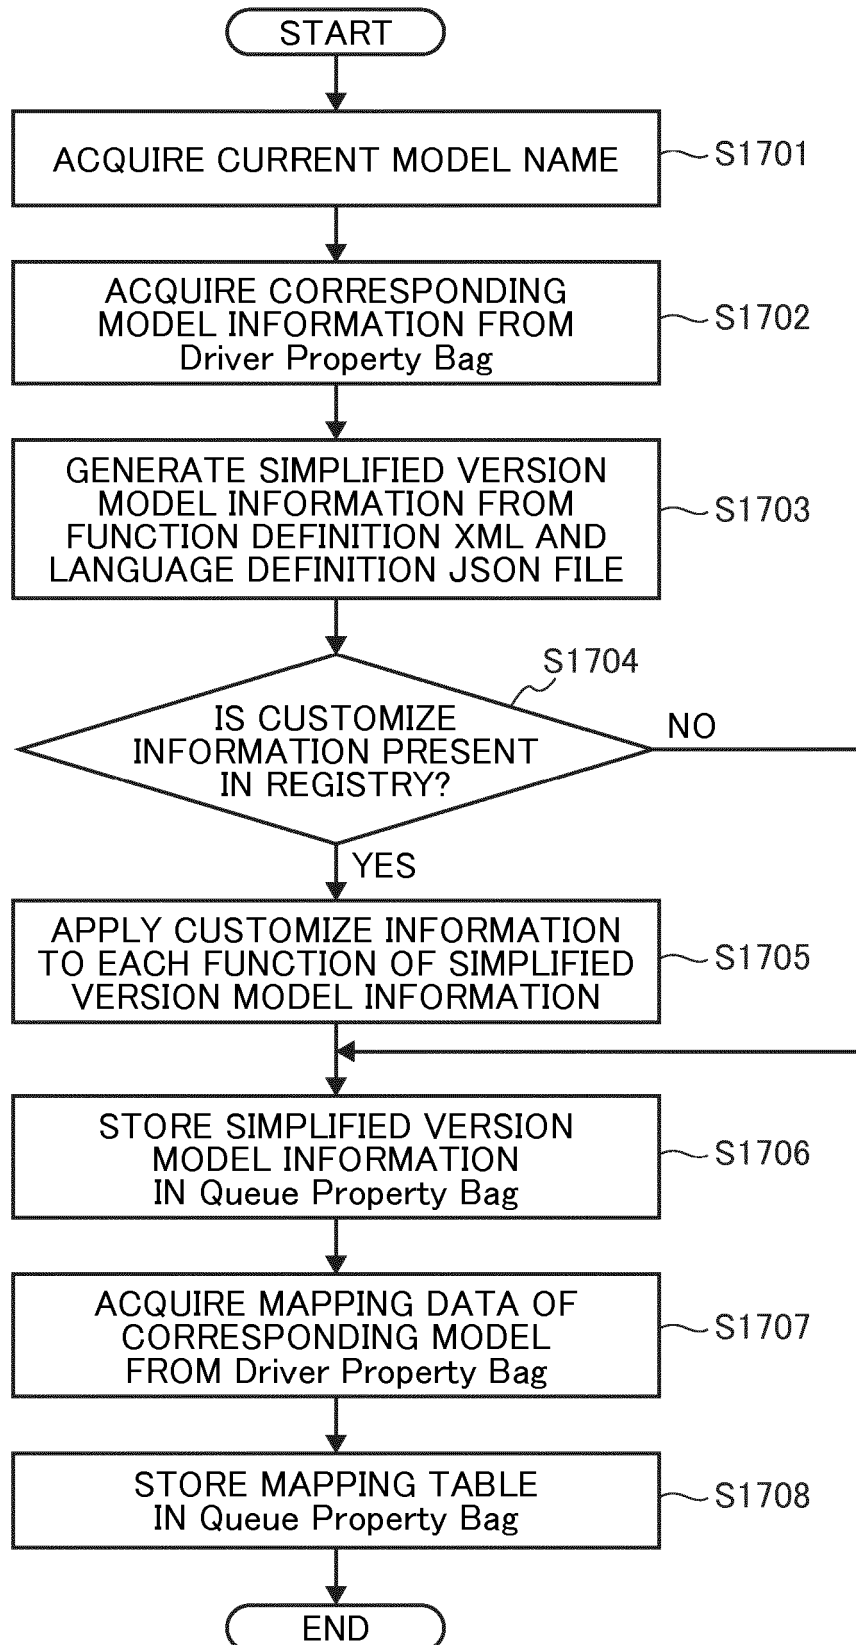 START
ACQUIRE CURRENT MODEL NAME
S1701
ACQUIRE CORRESPONDING
MODEL INFORMATION FROM
Driver Property Bag
S1702
GENERATE SIMPLIFIED VERSION
MODEL INFORMATION FROM
FUNCTION DEFINITION XML AND
LANGUAGE DEFINITION JSON FILE
S1703
S1704
IS CUSTOMIZE
INFORMATION PRESENT
IN REGISTRY?
NO
YES
APPLY CUSTOMIZE INFORMATION
TO EACH FUNCTION OF SIMPLIFIED
VERSION MODEL INFORMATION
S1705
STORE SIMPLIFIED VERSION
MODEL INFORMATION
IN Queue Property Bag
S1706
ACQUIRE MAPPING DATA OF
CORRESPONDING MODEL
FROM Driver Property Bag
S1707
STORE MAPPING TABLE
IN Queue Property Bag
S1708
END